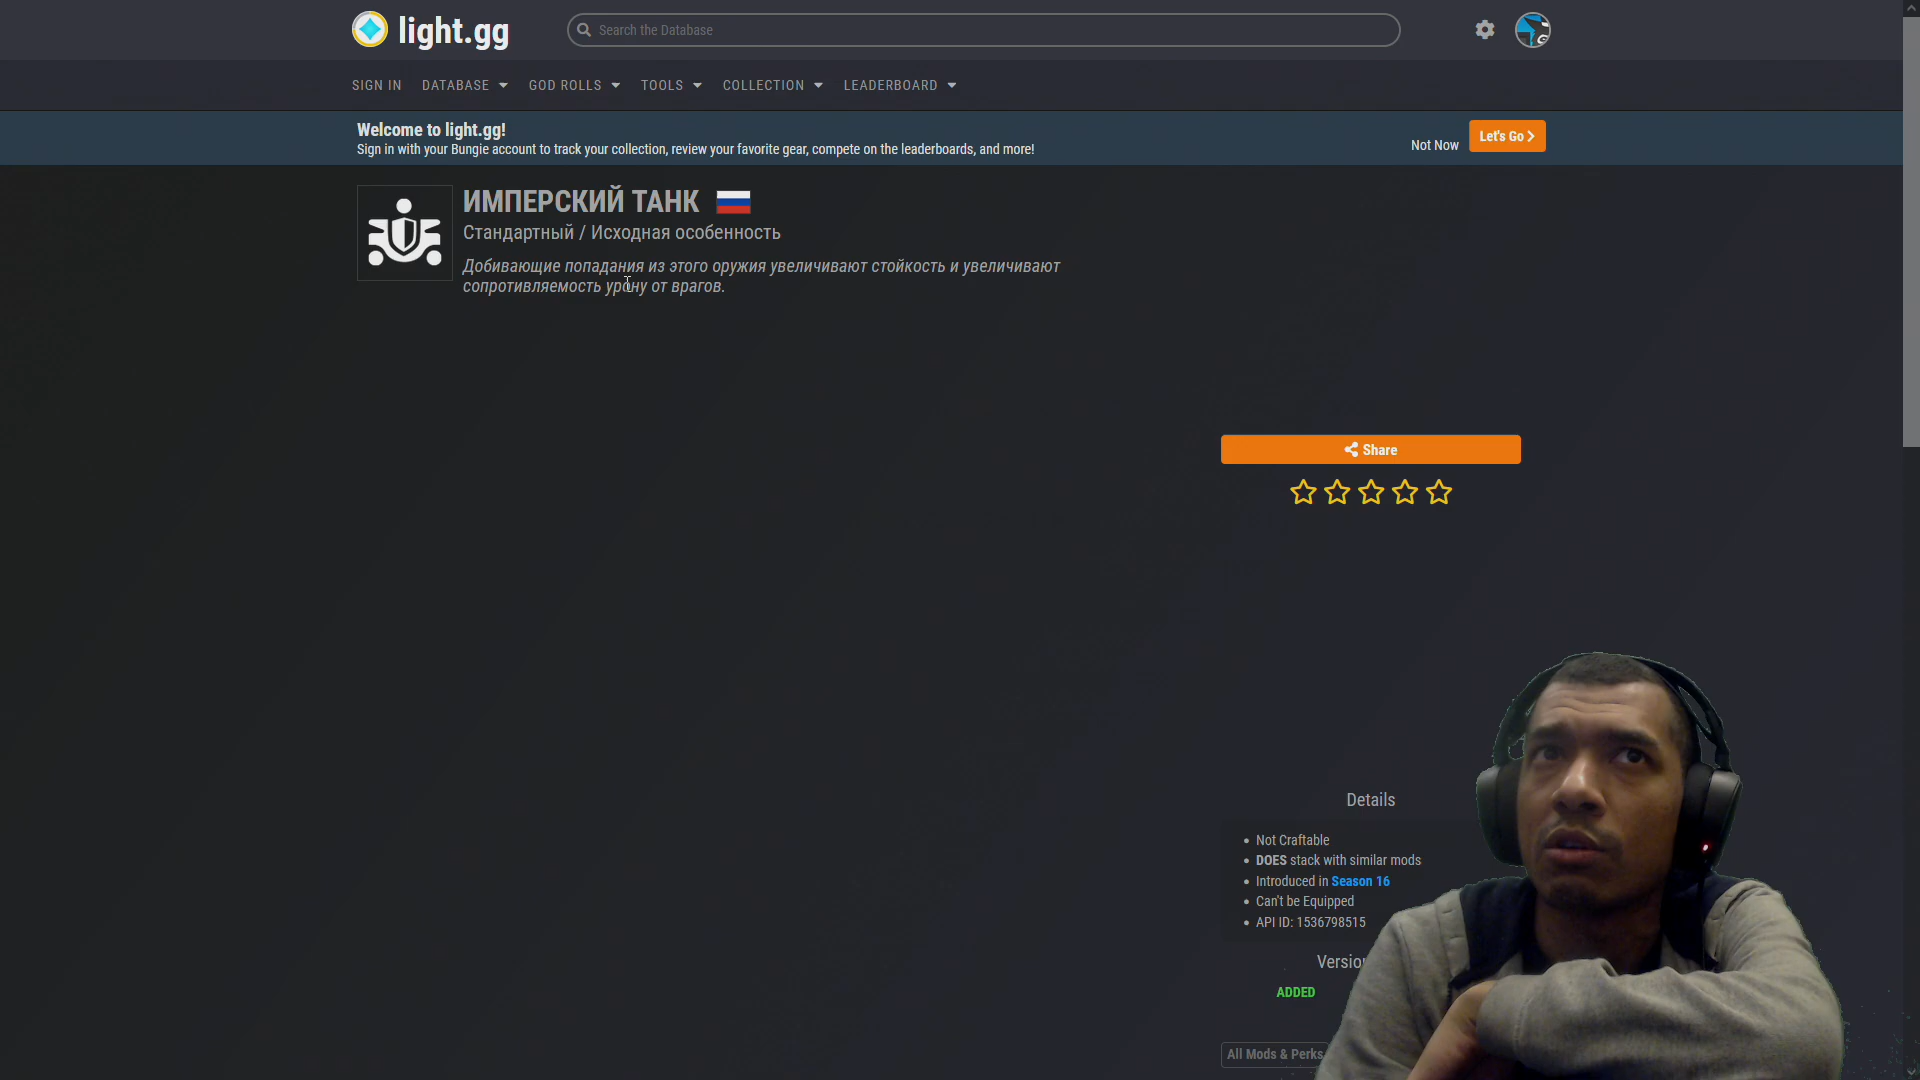 light.gg
Search the Database
SIGN IN DATABASE GOD ROLLS TOOLS COLLECTION LEADERBOARD
Welcome to light.gg!
Sign in with your Bungie account to track your collection, review your favorite gear, compete on the leaderboards, and more!
Not Now
Let's Go
ИМПЕРСКИЙ ТАНК
Стандартный / Исходная особенность
Добивающие попадания из этого оружия увеличивают стойкость и увеличивают
сопротивляемость урону от врагов.
Share
Details
Not Craftable
DOES stack with similar mods
Introduced in Season 16
Can't be Equipped
API ID: 1536798515
ADDED
All Mods & Perks